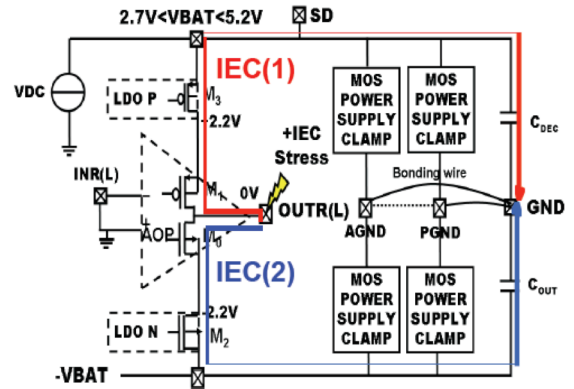 2.7V<VBAT<5.2V
SD
VDC
LDO P
M3
2.2V
IEC(1)
+IEC
Stress
MOS
POWER
SUPPLY
CLAMP
MOS
POWER
SUPPLY
CLAMP
CDEC
INR(L)
M1
0V
OUTR(L)
Bonding wire
GND
AOP
M0
AGND
PGND
IEC(2)
MOS
POWER
SUPPLY
CLAMP
MOS
POWER
SUPPLY
CLAMP
COUT
-2.2V
LDO N
M2
-VBAT